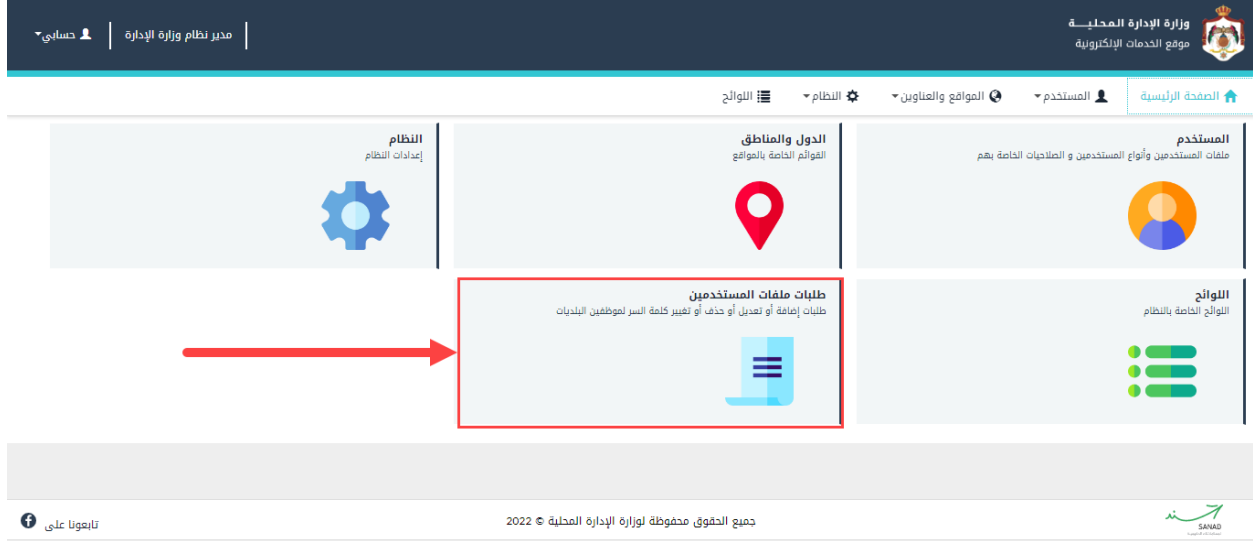 وزارة الإدارة المحليـــة
موقع الخدمات الإلكترونية
مدير نظام وزارة الإدارة
حسابي
الصفحة الرئيسية
المستخدم
المواقع والعناوين
النظام
اللوائح
المستخدم
ملفات المستخدمين وأنواع المستخدمين و الصلاحيات الخاصة بهم
الدول والمناطق
القوائم الخاصة بالمواقع
النظام
إعدادات النظام
اللوائح
اللوائح الخاصة بالنظام
طلبات ملفات المستخدمين
طلبات إضافة أو تعديل أو حذف أو تغيير كلمة السر لموظفين البلديات
سند
SANAD
جميع الحقوق محفوظة لوزارة الإدارة المحلية © 2022
تابعونا على